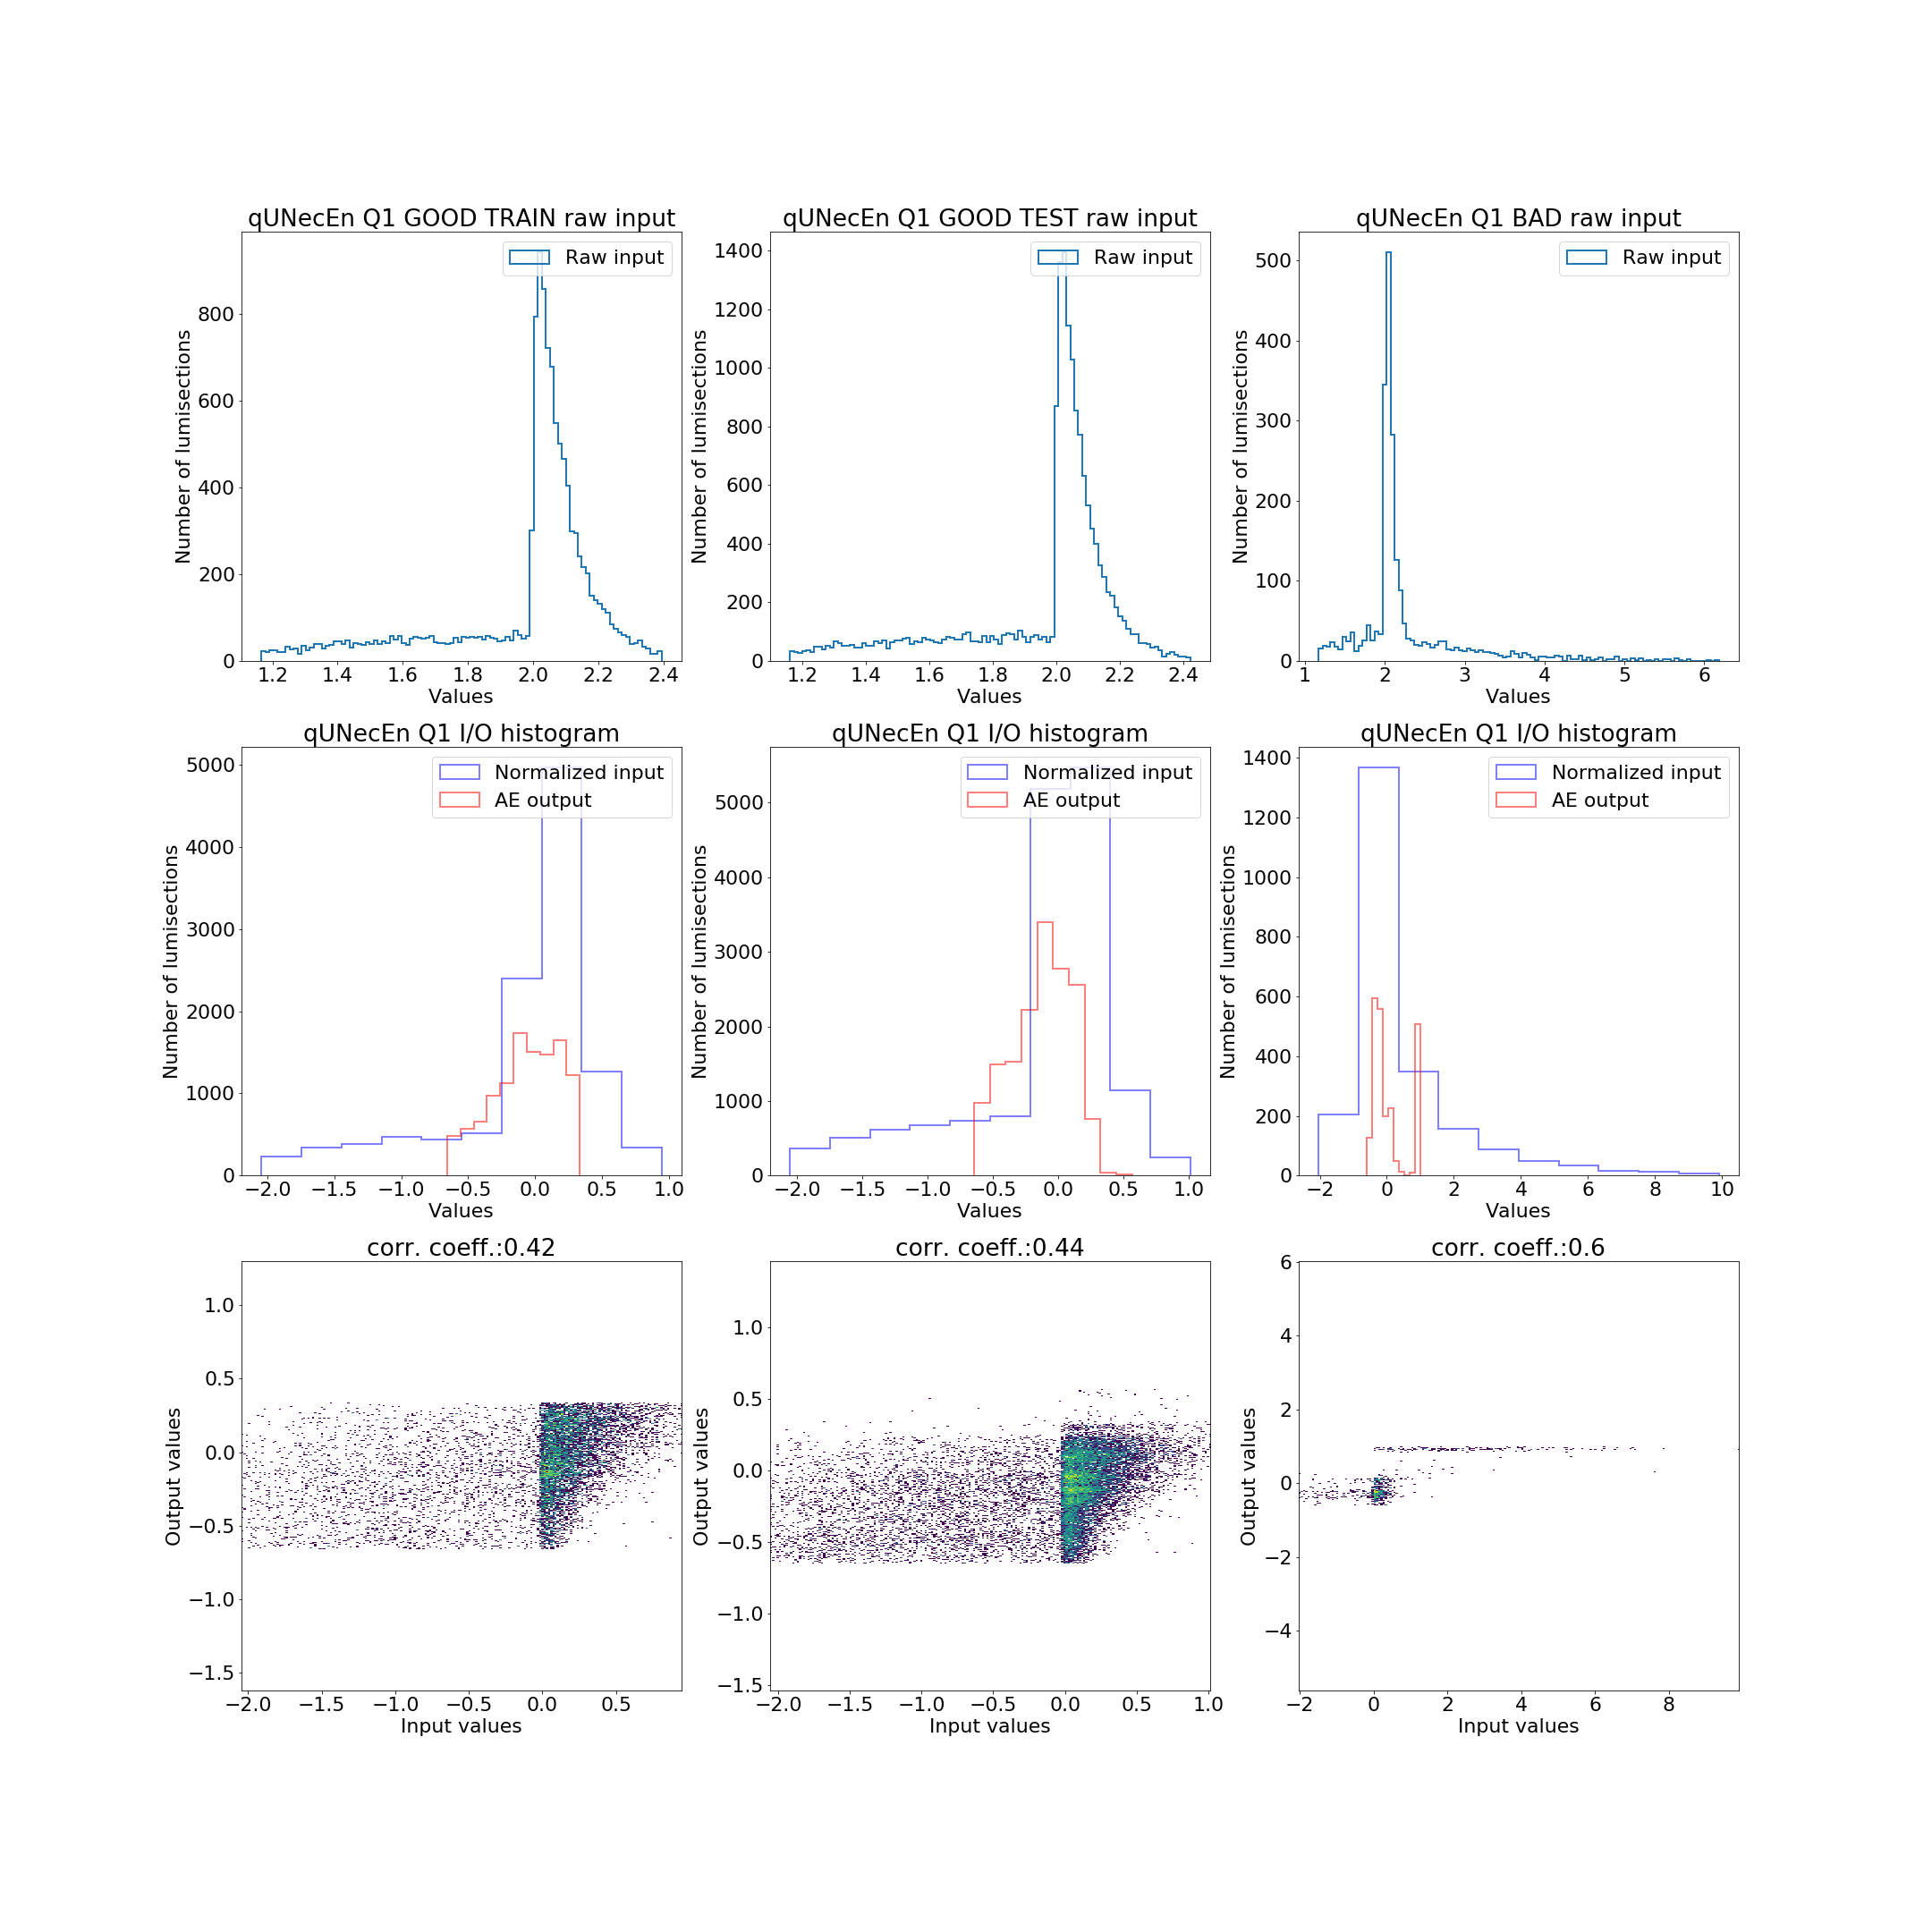 qUNecEn Q1 GOOD TRAIN raw input
Raw input
Number of lumisections
0
200
400
600
800
1.2 1.4 1.6 1.8 2.0 2.2 2.4
Values
qUNecEn Q1 GOOD TEST raw input
Raw input
Number of lumisections
0
200
400
600
800
1000
1200
1400
1.2 1.4 1.6 1.8 2.0 2.2 2.4
Values
qUNecEn Q1 BAD raw input
Raw input
Number of lumisections
0
100
200
300
400
500
1 2 3 4 5 6
Values
qUNecEn Q1 I/O histogram
Normalized input
AE output
Number of lumisections
0
1000
2000
3000
4000
5000
−2.0 −1.5 −1.0 −0.5 0.0 0.5 1.0
Values
qUNecEn Q1 I/O histogram
Normalized input
AE output
Number of lumisections
0
1000
2000
3000
4000
5000
−2.0 −1.5 −1.0 −0.5 0.0 0.5 1.0
Values
qUNecEn Q1 I/O histogram
Normalized input
AE output
Number of lumisections
0
200
400
600
800
1000
1200
1400
−2 0 2 4 6 8 10
Values
corr. coeff.:0.42
Output values
1.0
0.5
0.0
−0.5
−1.0
−1.5
−2.0 −1.5 −1.0 −0.5 0.0 0.5
Input values
corr. coeff.:0.44
Output values
1.0
0.5
0.0
−0.5
−1.0
−1.5
−2.0 −1.5 −1.0 −0.5 0.0 0.5 1.0
Input values
corr. coeff.:0.6
Output values
6
4
2
0
−2
−4
−2 0 2 4 6 8
Input values